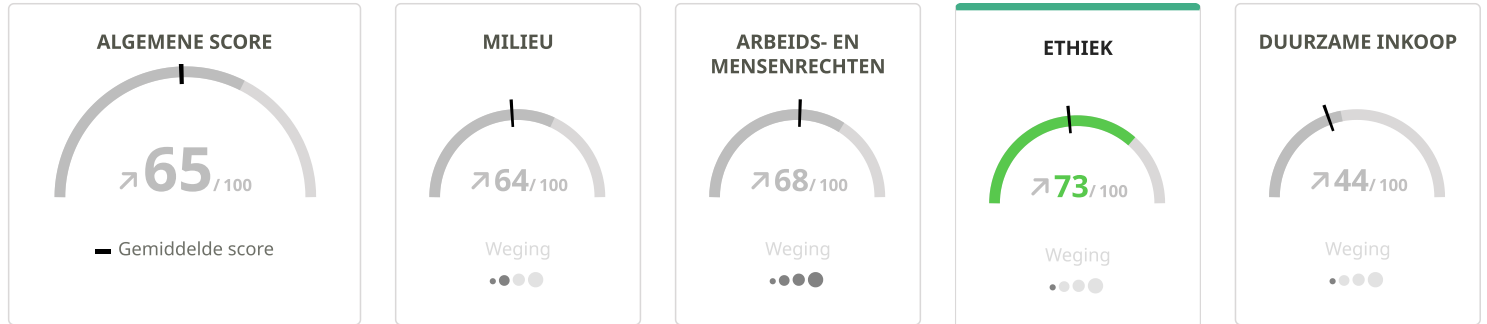 ALGEMENE SCORE
65 / 100
Gemiddelde score
MILIEU
64 / 100
Weging
ARBEIDS- EN
MENSENRECHTEN
68 / 100
Weging
ETHIEK
73 / 100
Weging
DUURZAME INKOOP
44 / 100
Weging